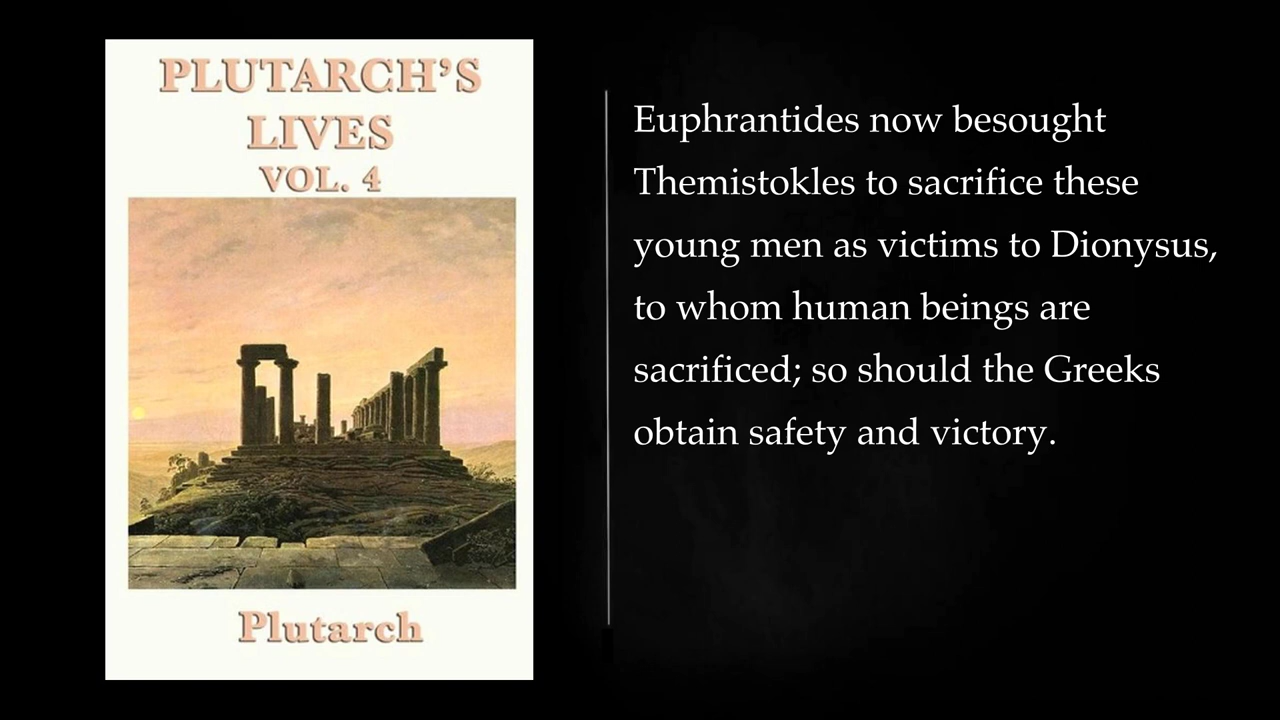 PLUTARCH'S
LIVES
VOL. 4
Plutarch
Euphrantides now besought
Themistokles to sacrifice these
young men as victims to Dionysus,
to whom human beings are
sacrificed; so should the Greeks
obtain safety and victory.